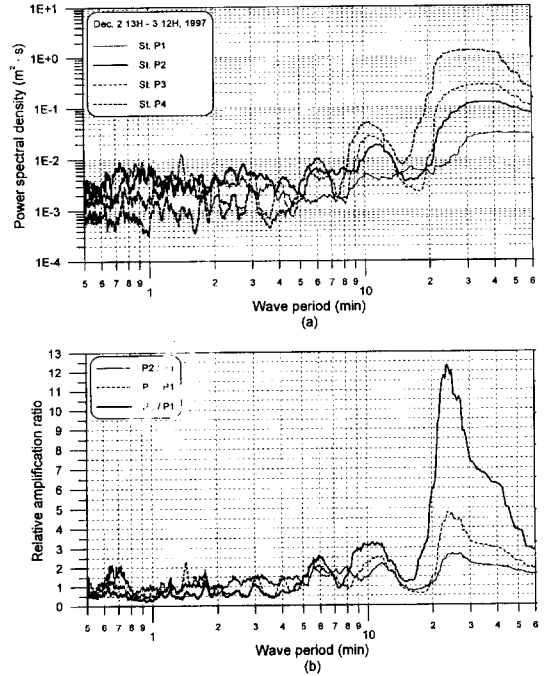 Dec. 2 13H - 3 12H, 1997
St. P1
St. P2
St. P3
St. P4
Power spectral density (m² · s)
1E+1
1E+0
1E-1
1E-2
1E-3
1E-4
5 6 7 8 9 1 2 3 4 5 6 7 8 9 10 2 3 4 5 6
Wave period (min)
(a)
P2
P1
P1
Relative amplification ratio
13
12
11
10
9
8
7
6
5
4
3
2
1
0
5 6 7 8 9 1 2 3 4 5 6 7 8 9 10 2 3 4 5 6
Wave period (min)
(b)